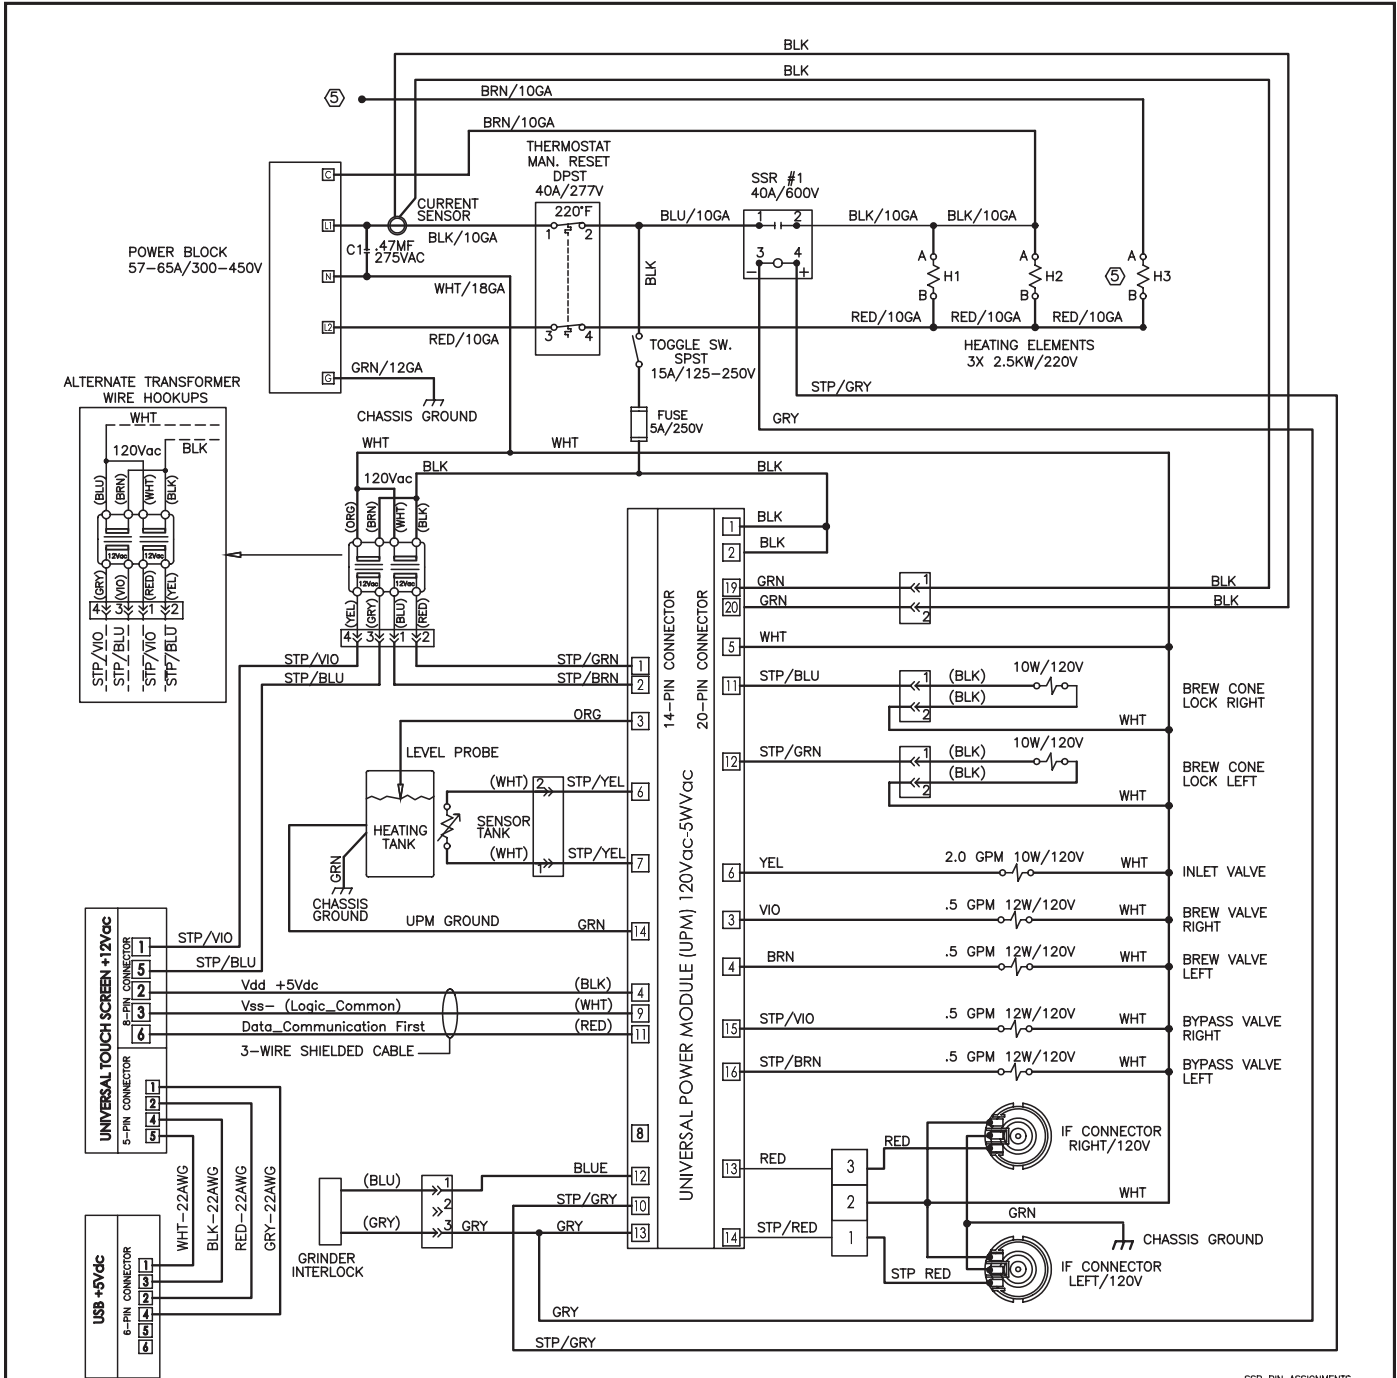 BLK
BLK
5
BRN/10GA
BRN/10GA
THERMOSTAT
MAN. RESET
DPST
40A/277V
SSR #1
40A/600V
C
CURRENT
SENSOR
220°F
BLU/10GA
1 2
BLK/10GA
BLK/10GA
L1
1 2
C1
.47MF
275VAC
BLK/10GA
POWER BLOCK
57-65A/300-450V
3 4
- +
BLK
A
H1
B
A
H2
B
5
A
H3
B
N
WHT/18GA
L2
RED/10GA
3 4
RED/10GA
RED/10GA
RED/10GA
TOGGLE SW.
SPST
15A/125-250V
HEATING ELEMENTS
3X 2.5KW/220V
G
GRN/12GA
CHASSIS GROUND
STP/GRY
GRY
FUSE
5A/250V
ALTERNATE TRANSFORMER
WIRE HOOKUPS
WHT
BLK
120Vac
(BLU)
(BRN)
(WHT)
(BLK)
12Vac
12Vac
(GRY)
(VIO)
(RED)
(YEL)
4 3 1 2
STP/VIO
STP/BLU
STP/VIO
STP/BLU
WHT
WHT
BLK
BLK
120Vac
(ORG)
(BRN)
(WHT)
(BLK)
12Vac
12Vac
(YEL)
(GRY)
(BLU)
(RED)
4 3 1 2
STP/VIO
STP/BLU
STP/GRN
STP/BRN
ORG
LEVEL PROBE
HEATING
TANK
SENSOR
TANK
(WHT)
2
STP/YEL
(WHT)
1
STP/YEL
GRN
CHASSIS
GROUND
UPM GROUND
GRN
14-PIN CONNECTOR
20-PIN CONNECTOR
UNIVERSAL POWER MODULE (UPM) 120Vac-5WVac
1
2
3
6
7
14
4
9
11
8
12
10
13
1
BLK
2
BLK
19
GRN
1
BLK
20
GRN
2
BLK
5
WHT
11
STP/BLU
1
(BLK)
(BLK)
2
10W/120V
WHT
BREW CONE
LOCK RIGHT
12
STP/GRN
1
(BLK)
(BLK)
2
10W/120V
WHT
BREW CONE
LOCK LEFT
6
YEL
2.0 GPM 10W/120V
WHT
INLET VALVE
3
VIO
.5 GPM 12W/120V
WHT
BREW VALVE
RIGHT
4
BRN
.5 GPM 12W/120V
WHT
BREW VALVE
LEFT
15
STP/VIO
.5 GPM 12W/120V
WHT
BYPASS VALVE
RIGHT
16
STP/BRN
.5 GPM 12W/120V
WHT
BYPASS VALVE
LEFT
13
RED
3
RED
IF CONNECTOR
RIGHT/120V
2
WHT
GRN
CHASSIS GROUND
14
STP/RED
1
STP RED
IF CONNECTOR
LEFT/120V
UNIVERSAL TOUCH SCREEN +12Vac
8-PIN CONNECTOR
1
STP/VIO
5
STP/BLU
2
Vdd +5Vdc
(BLK)
3
Vss- (Logic_Common)
(WHT)
6
Data_Communication First
(RED)
3-WIRE SHIELDED CABLE
5-PIN CONNECTOR
1
2
4
5
WHT-22AWG
BLK-22AWG
RED-22AWG
GRY-22AWG
USB +5Vdc
6-PIN CONNECTOR
1
3
2
4
5
6
GRINDER
INTERLOCK
(BLU)
1
BLUE
2
STP/GRY
(GRY)
3
GRY
GRY
GRY
STP/GRY
SSR PIN ASSIGNMENTS